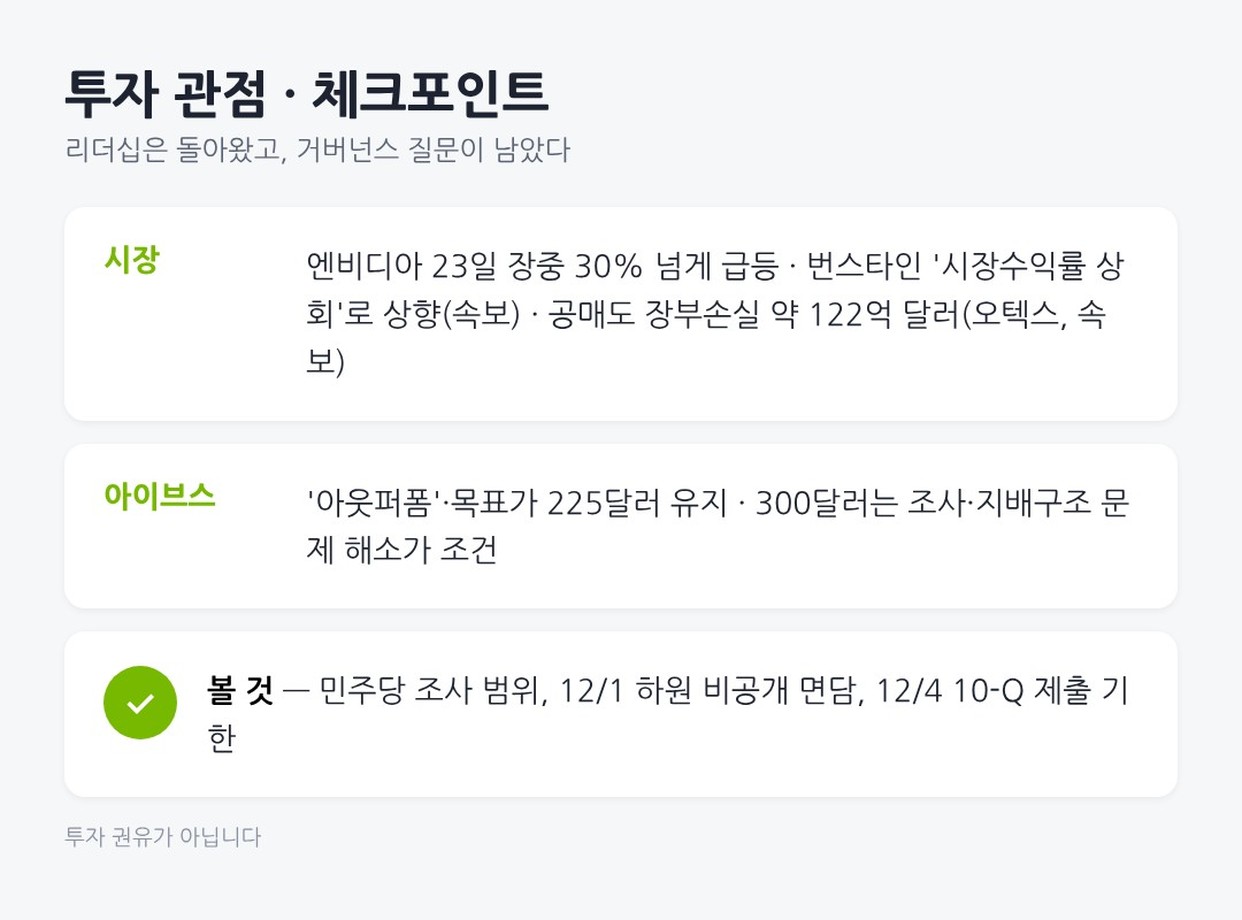 투자 관점 · 체크포인트
리더십은 돌아왔고, 거버넌스 질문이 남았다
시장
엔비디아 23일 장중 30% 넘게 급등 · 번스타인 '시장수익률 상
회'로 상향(속보) · 공매도 장부손실 약 122억 달러(오텍스, 속
보)
아이브스
'아웃퍼폼'·목표가 225달러 유지 · 300달러는 조사·지배구조 문
제 해소가 조건
볼 것 — 민주당 조사 범위, 12/1 하원 비공개 면담, 12/4 10-Q 제출 기
한
투자 권유가 아닙니다